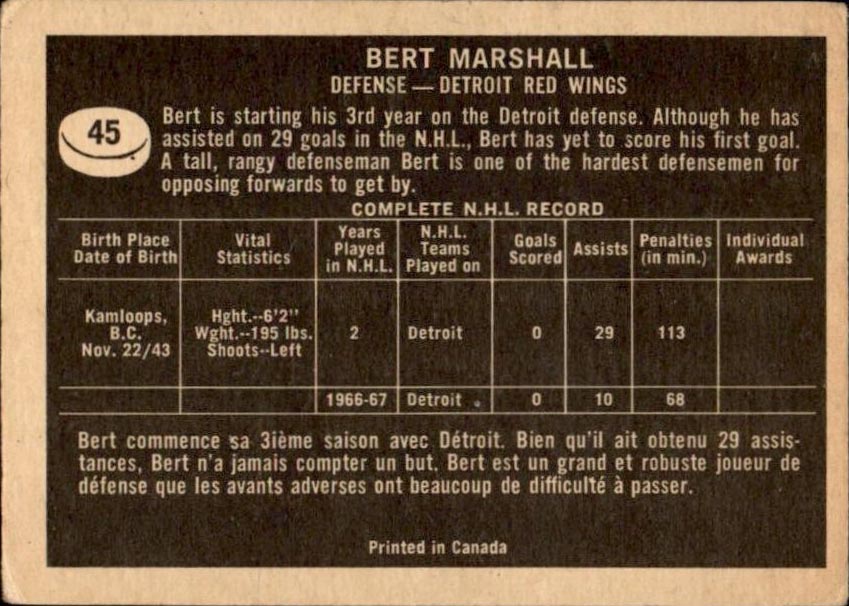 BERT MARSHALL
DEFENSE — DETROIT RED WINGS
45
Bert is starting his 3rd year on the Detroit defense. Although he has
assisted on 29 goals in the N.H.L., Bert has yet to score his first goal.
A tall, rangy defenseman Bert is one of the hardest defensemen for
opposing forwards to get by.
COMPLETE N.H.L. RECORD
Birth Place Date of Birth | Vital Statistics | Years Played in N.H.L. | N.H.L. Teams Played on | Goals Scored | Assists | Penalties (in min.) | Individual Awards
Kamloops, B.C. Nov. 22/43 | Hght.--6'2" Wght.--195 lbs. Shoots--Left | 2 | Detroit | 0 | 29 | 113
1966-67 | Detroit | 0 | 10 | 68
Bert commence sa 3ième saison avec Détroit. Bien qu'il ait obtenu 29 assis-
tances, Bert n'a jamais compter un but. Bert est un grand et robuste joueur de
défense que les avants adverses ont beaucoup de difficulté à passer.
Printed in Canada